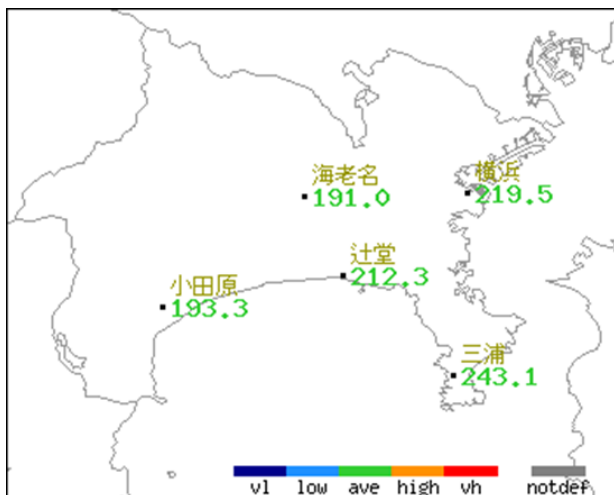 海老名
191.0
横浜
219.5
辻堂
212.3
小田原
193.3
三浦
243.1
vl low ave high vh notdef